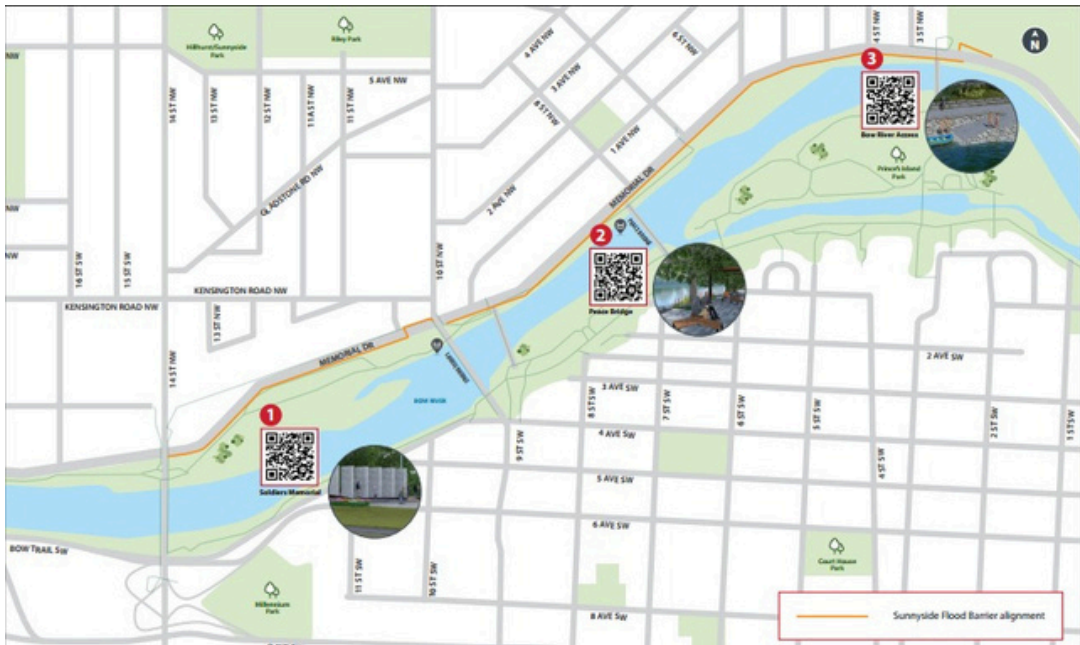 4 ST NW
3 ST NW
N
Riley Park
Hillhurst/Sunnyside
Park
4 AVE NW
6 ST NW
NW
3
5 AVE NW
3 AVE NW
14 ST NW
13 ST NW
12 ST NW
11A ST NW
11 ST NW
8 ST NW
1 AVE NW
Bow River Access
Prince's Island
Park
GLADSTONE RD NW
2 AVE NW
MEMORIAL DR
NW
2
NW
16 ST SW
15 ST SW
10 ST NW
KENSINGTON ROAD NW
KENSINGTON ROAD NW
Peace Bridge
13 ST NW
MEMORIAL DR
14 ST NW
2 AVE SW
BOW RIVER
3 AVE SW
8 ST SW
7 ST SW
6 ST SW
5 ST SW
2 ST SW
1 ST SW
1
4 AVE SW
9 ST SW
4 ST SW
5 AVE SW
Soldiers Memorial
6 AVE SW
BOW TRAIL SW
Court House
Park
11 ST SW
10 ST SW
Millennium
Park
8 AVE SW
Sunnyside Flood Barrier alignment